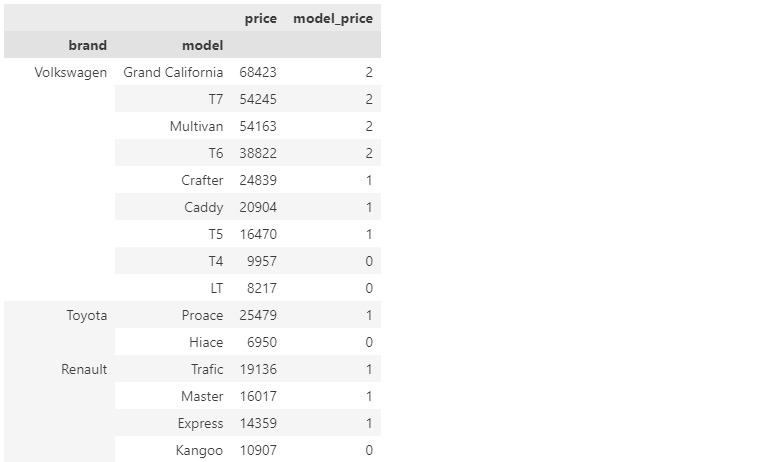 price model_price
brand model
Volkswagen Grand California 68423 2
T7 54245 2
Multivan 54163 2
T6 38822 2
Crafter 24839 1
Caddy 20904 1
T5 16470 1
T4 9957 0
LT 8217 0
Toyota Proace 25479 1
Hiace 6950 0
Renault Trafic 19136 1
Master 16017 1
Express 14359 1
Kangoo 10907 0